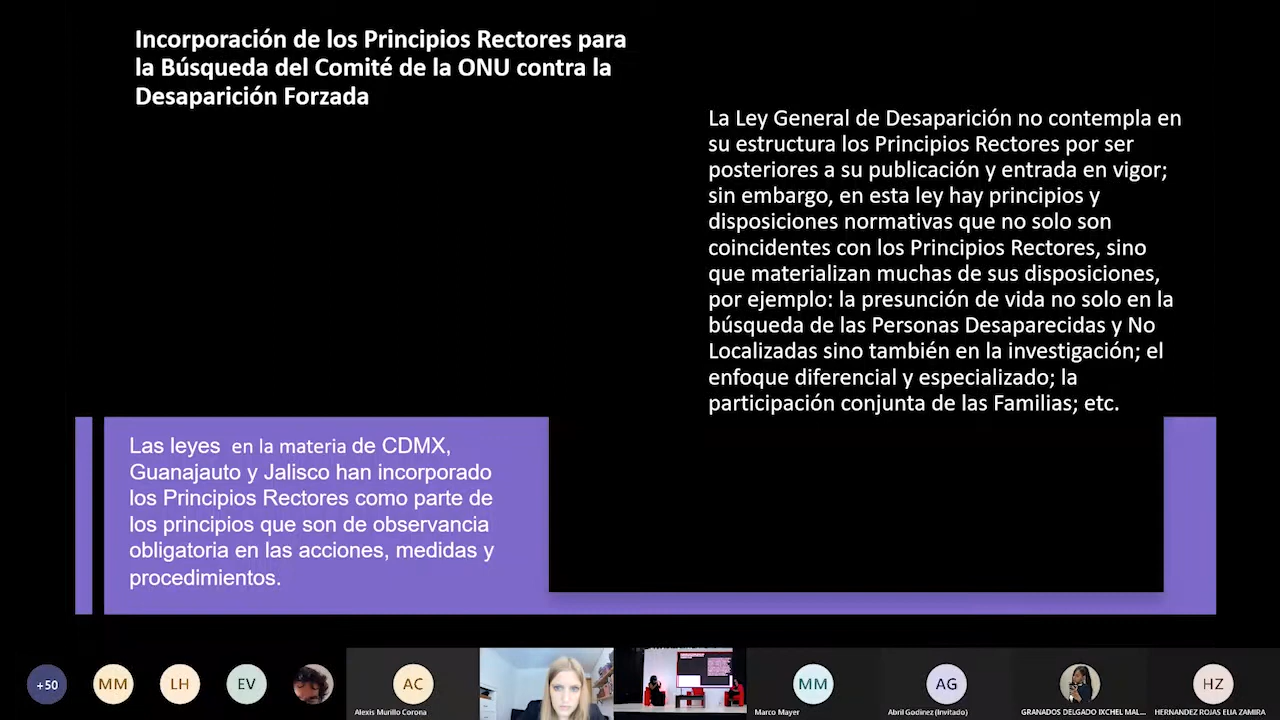 Incorporación de los Principios Rectores para
la Búsqueda del Comité de la ONU contra la
Desaparición Forzada
La Ley General de Desaparición no contempla en
su estructura los Principios Rectores por ser
posteriores a su publicación y entrada en vigor;
sin embargo, en esta ley hay principios y
disposiciones normativas que no solo son
coincidentes con los Principios Rectores, sino
que materializan muchas de sus disposiciones,
por ejemplo: la presunción de vida no solo en la
búsqueda de las Personas Desaparecidas y No
Localizadas sino también en la investigación; el
enfoque diferencial y especializado; la
participación conjunta de las Familias; etc.
Las leyes en la materia de CDMX,
Guanajauto y Jalisco han incorporado
los Principios Rectores como parte de
los principios que son de observancia
obligatoria en las acciones, medidas y
procedimientos.
+50
MM
LH
EV
AC
Alexis Murillo Corona
MM
Marco Mayer
AG
Abril Godinez (Invitado)
GRANADOS DELGADO IXCHEL MAL...
HZ
HERNANDEZ ROJAS ELIA ZAMIRA